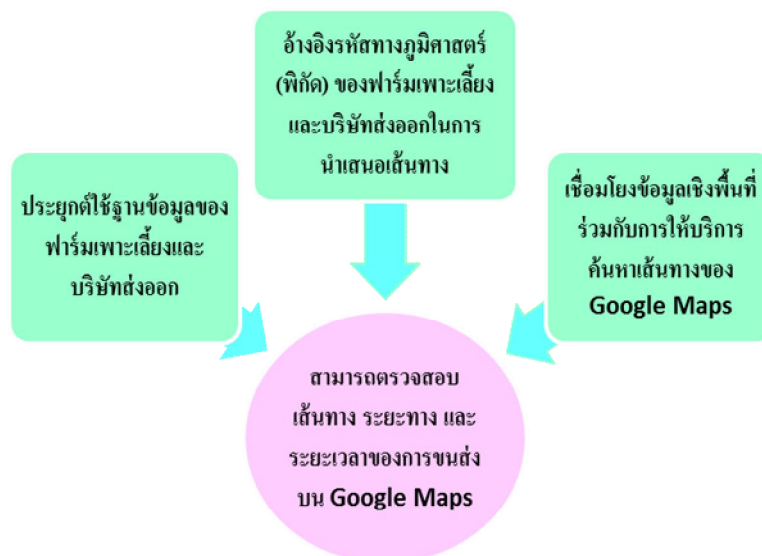 อ้างอิงรหัสทางภูมิศาสตร์
(พิกัด) ของฟาร์มเพาะเลี้ยง
และบริษัทส่งออกในการ
นำเสนอเส้นทาง
ประยุกต์ใช้ฐานข้อมูลของ
ฟาร์มเพาะเลี้ยงและ
บริษัทส่งออก
เชื่อมโยงข้อมูลเชิงพื้นที่
ร่วมกับการให้บริการ
ค้นหาเส้นทางของ
Google Maps
สามารถตรวจสอบ
เส้นทาง ระยะทาง และ
ระยะเวลาของการขนส่ง
บน Google Maps